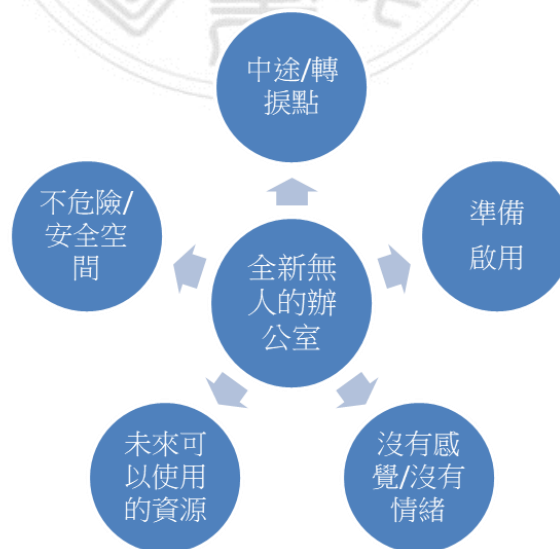 中途/轉
捩點
不危險/
安全空
間
準備
啟用
全新無
人的辦
公室
未來可
以使用
的資源
沒有感
覺/沒有
情緒